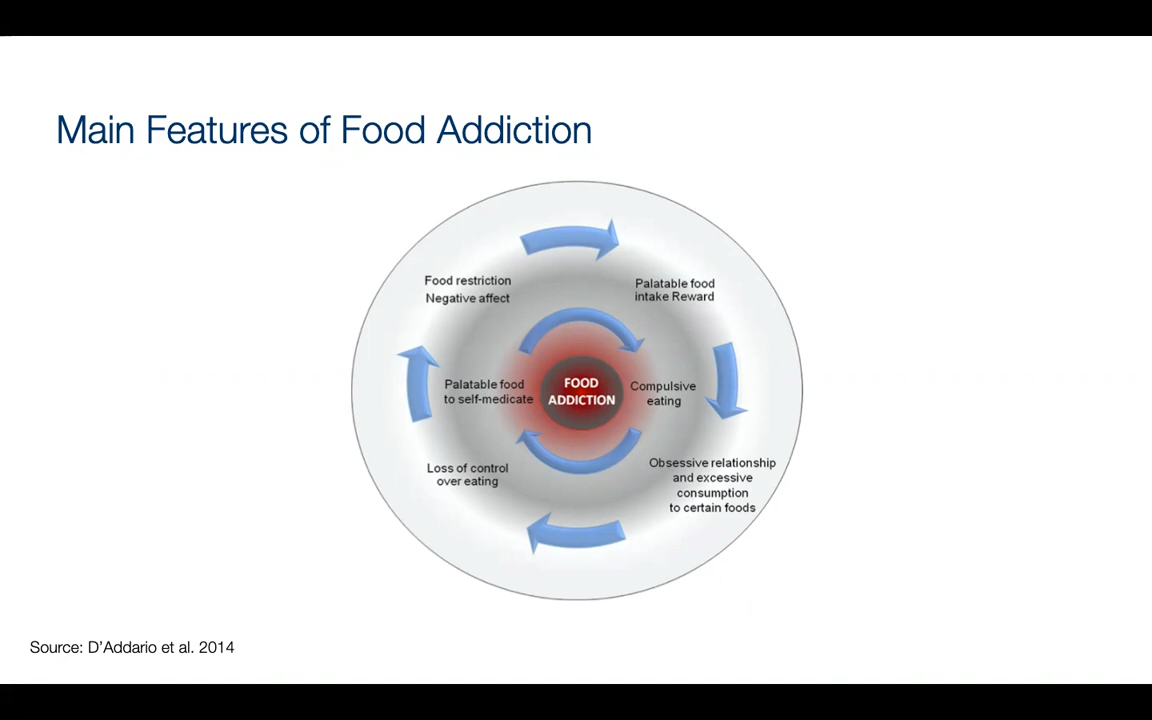 Main Features of Food Addiction
Food restriction
Negative affect
Palatable food
intake Reward
Palatable food
to self-medicate
FOOD
ADDICTION
Compulsive
eating
Loss of control
over eating
Obsessive relationship
and excessive
consumption
to certain foods
Source: D’Addario et al. 2014